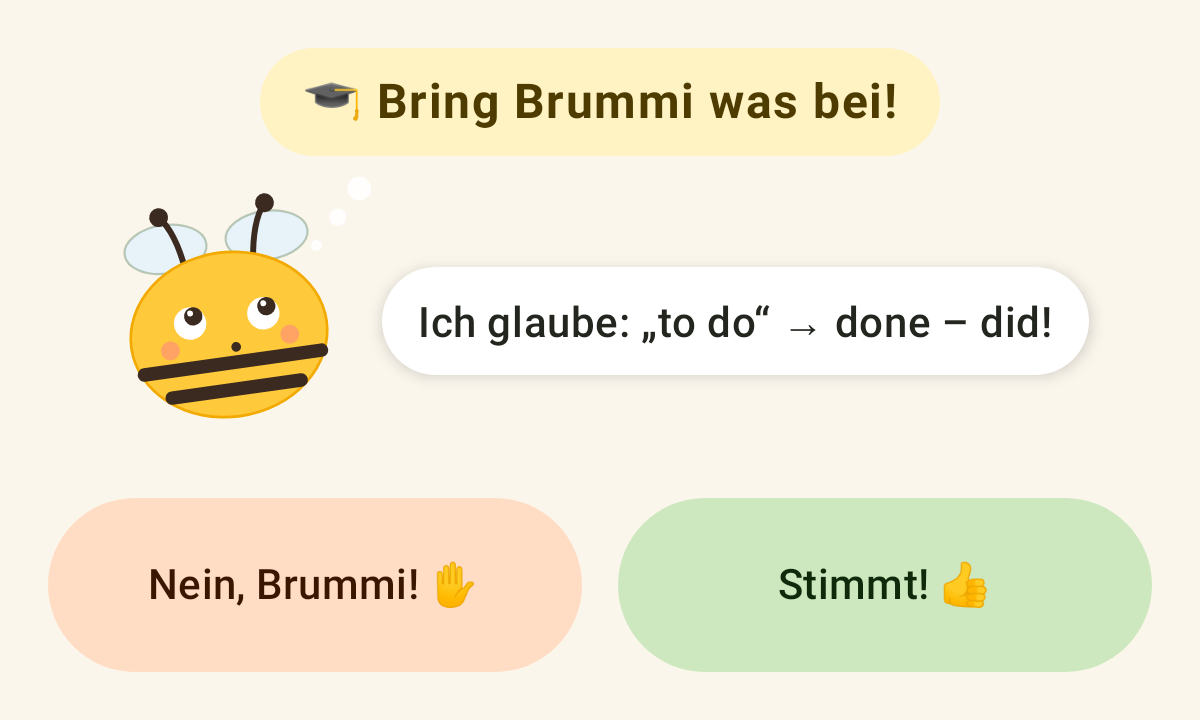 🎓 Bring Brummi was bei!
Ich glaube: „to do“ → done – did!
Nein, Brummi! ✋
Stimmt! 👍